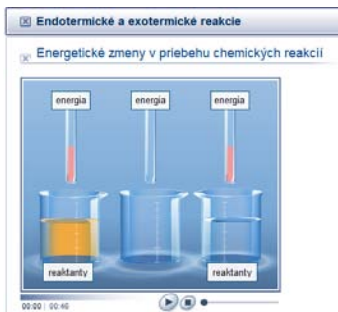 Endotermické a exotermické reakcie
Energetické zmeny v priebehu chemických reakcií
energia
energia
energia
reaktanty
reaktanty
00:00 | 00:46